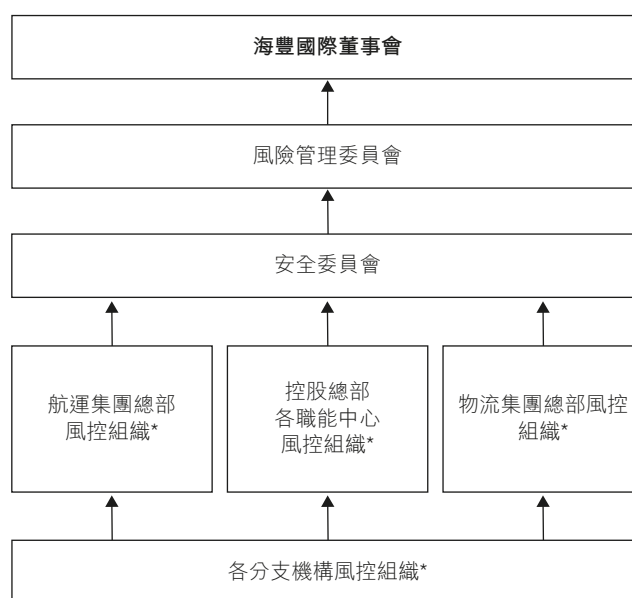 海豐國際董事會
風險管理委員會
安全委員會
航運集團總部
風控組織*
控股總部
各職能中心
風控組織*
物流集團總部風控
組織*
各分支機構風控組織*